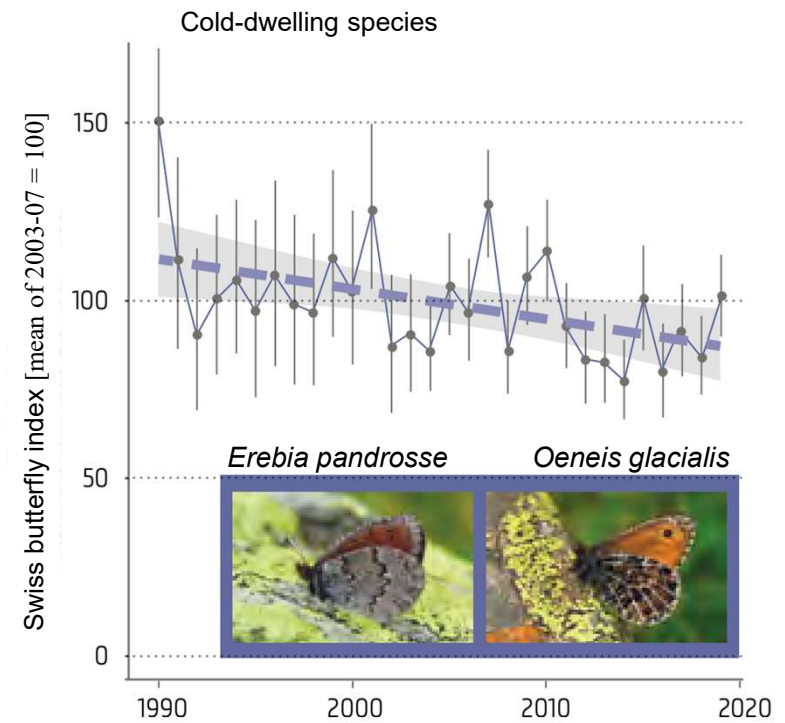 Cold-dwelling species
Swiss butterfly index [mean of 2003-07 = 100]
150
100
50
0
Erebia pandrosse
Oeneis glacialis
1990
2000
2010
2020